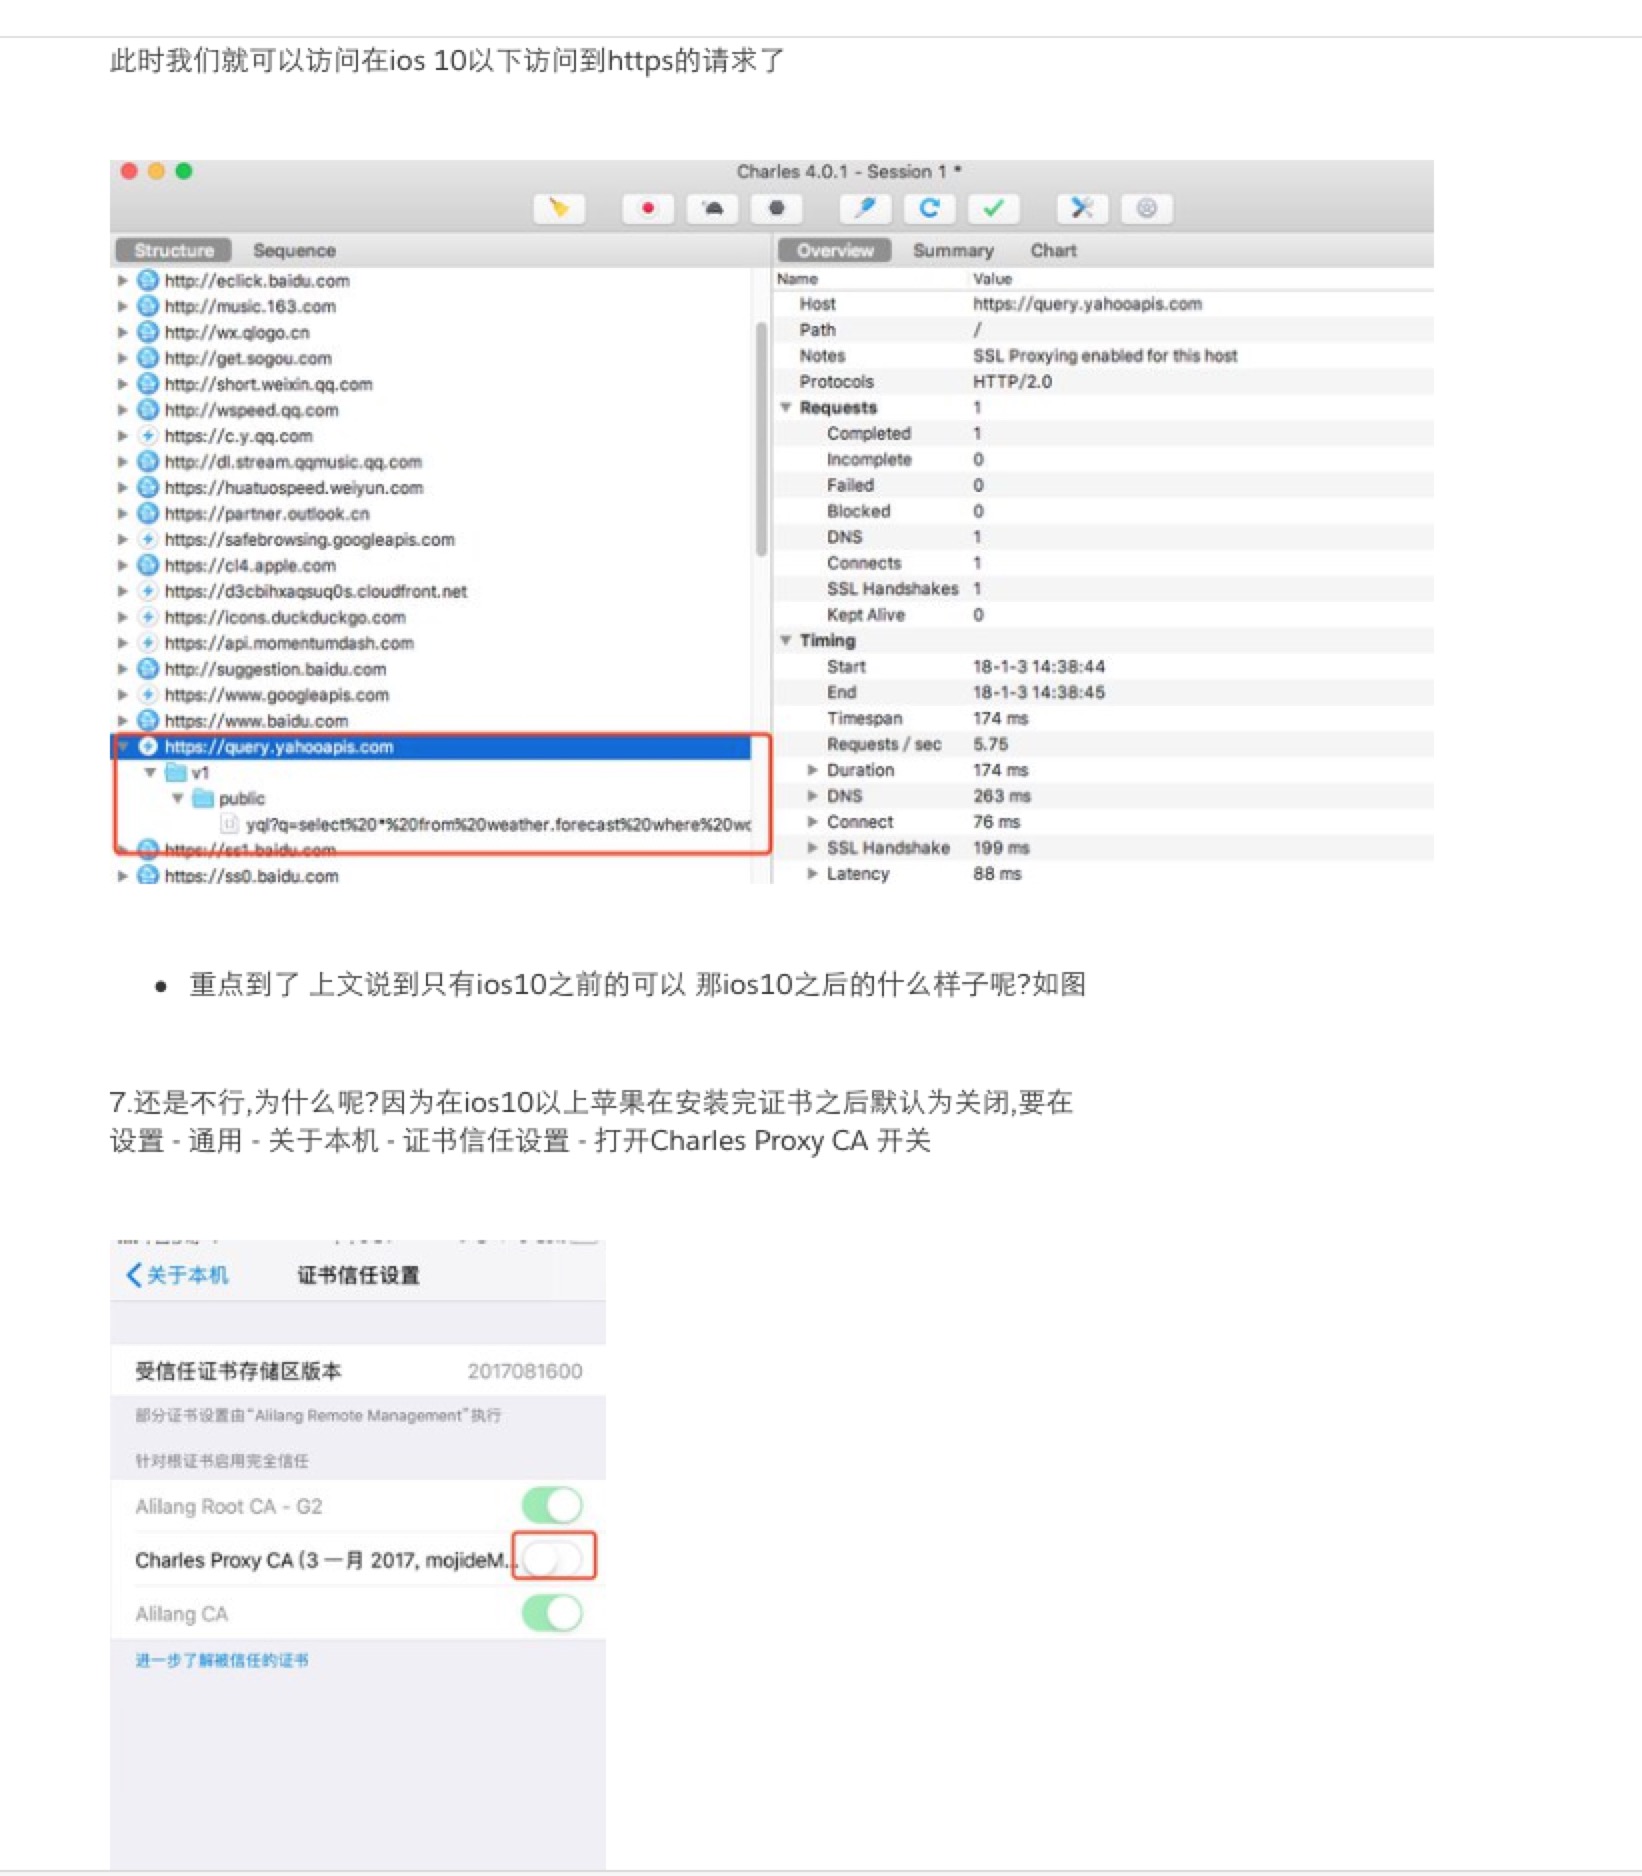 此时我们就可以访问在ios 10以下访问到https的请求了
Charles 4.0.1 - Session 1 *
Structure Sequence
http://eclick.baidu.com
http://music.163.com
http://wx.qlogo.cn
http://get.sogou.com
http://short.weixin.qq.com
http://wspeed.qq.com
https://c.y.qq.com
http://dl.stream.qqmusic.qq.com
https://huatuospeed.weiyun.com
https://partner.outlook.cn
https://safebrowsing.googleapis.com
https://cl4.apple.com
https://d3cbihxaqsuq0s.cloudfront.net
https://icons.duckduckgo.com
https://api.momentumdash.com
http://suggestion.baidu.com
https://www.googleapis.com
https://www.baidu.com
https://query.yahooapis.com
v1
public
yql?q=select%20*%20from%20weather.forecast%20where%20wo
https://ss1.baidu.com
https://ss0.baidu.com
Overview Summary Chart
Name Value
Host https://query.yahooapis.com
Path /
Notes SSL Proxying enabled for this host
Protocols HTTP/2.0
Requests 1
Completed 1
Incomplete 0
Failed 0
Blocked 0
DNS 1
Connects 1
SSL Handshakes 1
Kept Alive 0
Timing
Start 18-1-3 14:38:44
End 18-1-3 14:38:45
Timespan 174 ms
Requests / sec 5.75
Duration 174 ms
DNS 263 ms
Connect 76 ms
SSL Handshake 199 ms
Latency 88 ms
• 重点到了 上文说到只有ios10之前的可以 那ios10之后的什么样子呢?如图
7.还是不行,为什么呢?因为在ios10以上苹果在安装完证书之后默认为关闭,要在
设置 - 通用 - 关于本机 - 证书信任设置 - 打开Charles Proxy CA 开关
关于本机 证书信任设置
受信任证书存储区版本 2017081600
部分证书设置由“Alilang Remote Management”执行
针对根证书启用完全信任
Alilang Root CA - G2
Charles Proxy CA (3 一月 2017, mojideM...
Alilang CA
进一步了解被信任的证书